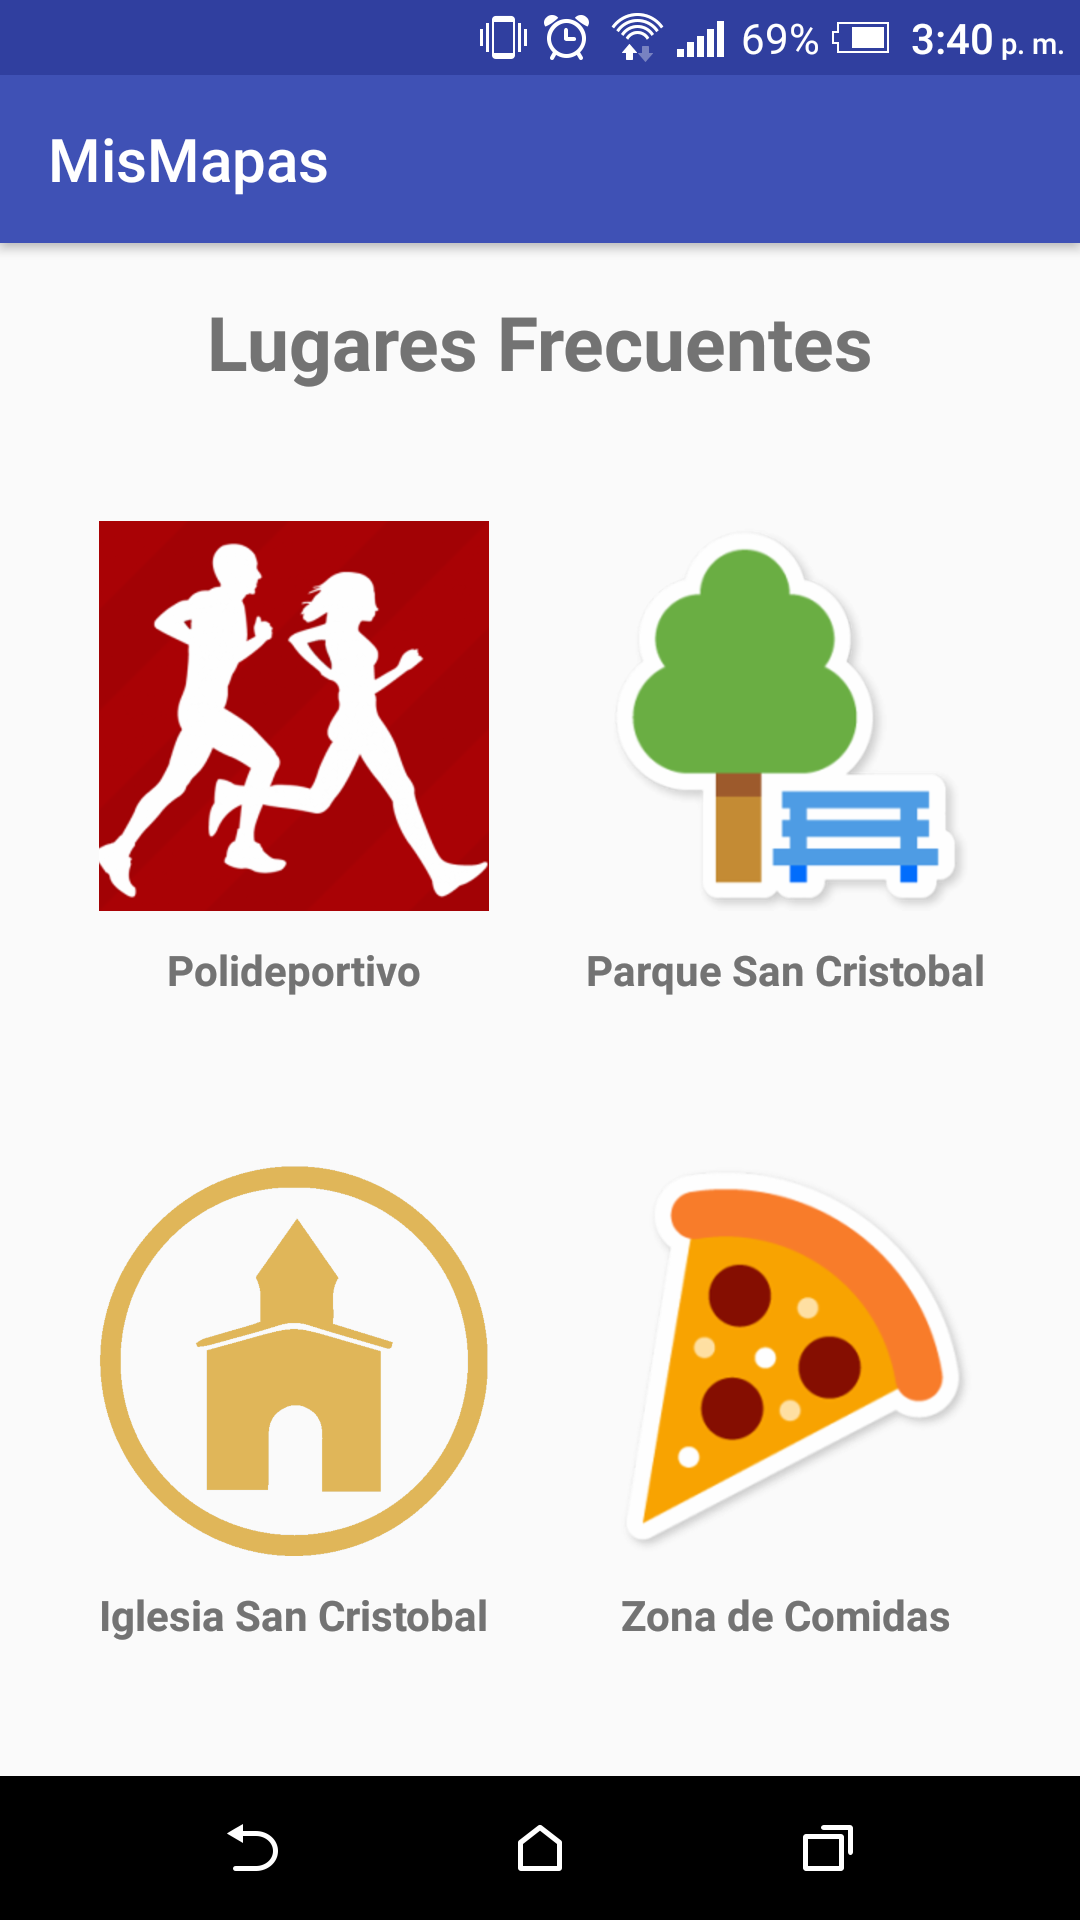 69% 3:40 p. m.
MisMapas
Lugares Frecuentes
Polideportivo
Parque San Cristobal
Iglesia San Cristobal
Zona de Comidas